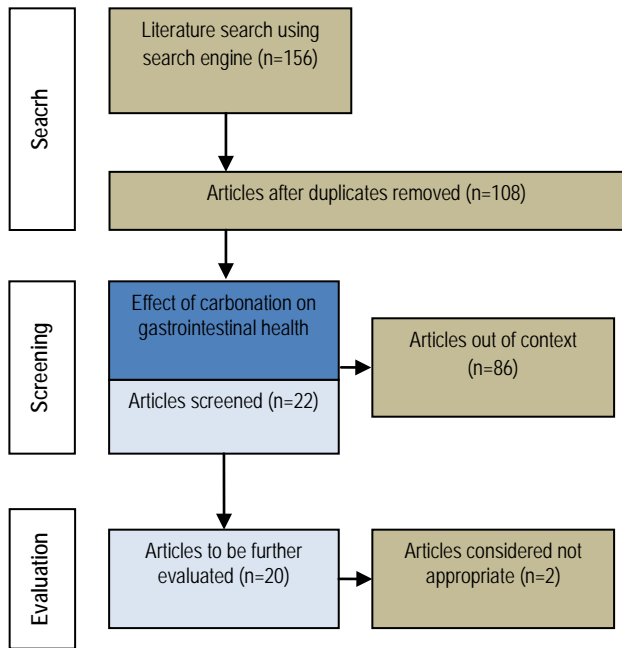 Seacrh
Literature search using
search engine (n=156)
Articles after duplicates removed (n=108)
Screening
Effect of carbonation on
gastrointestinal health
Articles screened (n=22)
Articles out of context
(n=86)
Evaluation
Articles to be further
evaluated (n=20)
Articles considered not
appropriate (n=2)